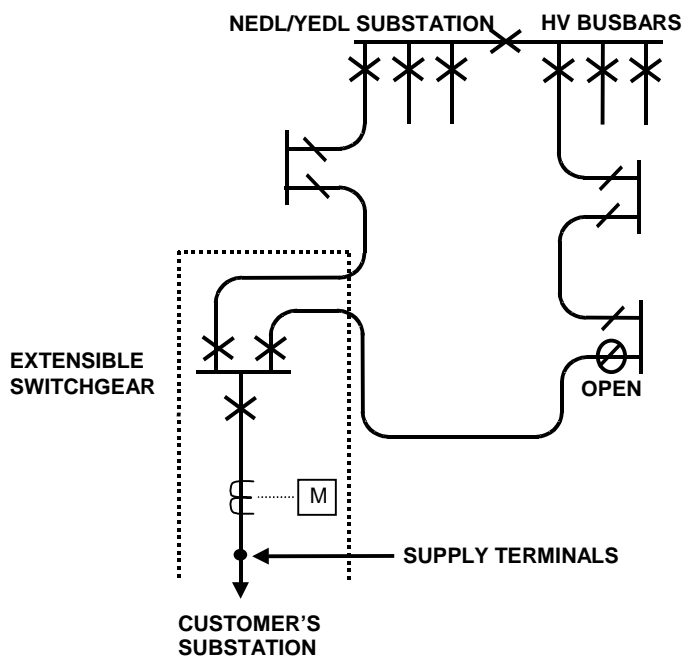 NEDL/YEDL SUBSTATION HV BUSBARS
EXTENSIBLE
SWITCHGEAR
OPEN
M
SUPPLY TERMINALS
CUSTOMER'S
SUBSTATION